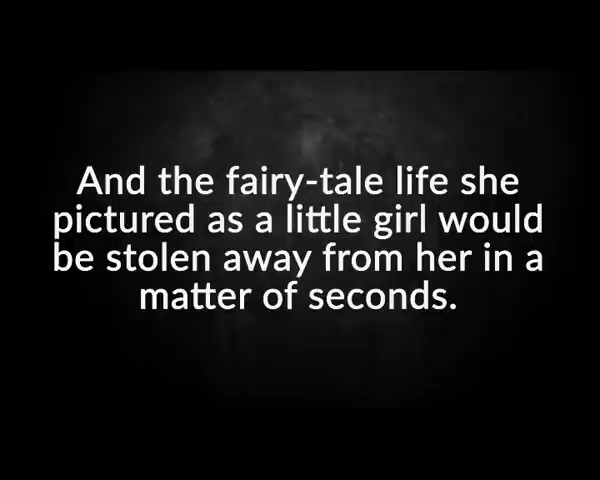 And the fairy-tale life she
pictured as a little girl would
be stolen away from her in a
matter of seconds.